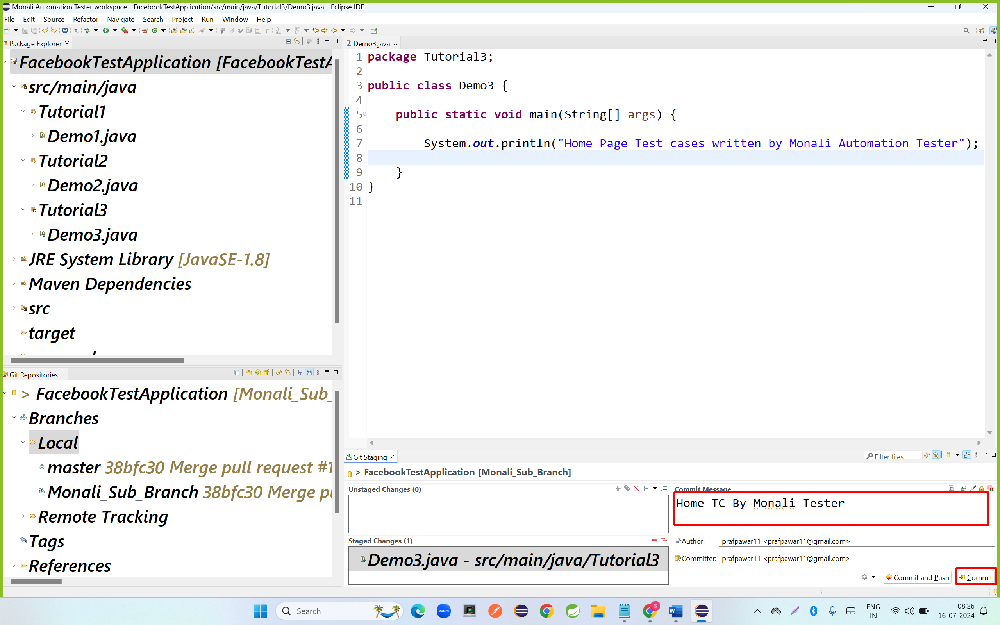 Monali Automation Tester workspace - FacebookTestApplication/src/main/java/Tutorial3/Demo3.java - Eclipse IDE
File Edit Source Refactor Navigate Search Project Run Window Help
Package Explorer
FacebookTestApplication [FacebookTestA
src/main/java
Tutorial1
Demo1.java
Tutorial2
Demo2.java
Tutorial3
Demo3.java
JRE System Library [JavaSE-1.8]
Maven Dependencies
src
target
Demo3.java
1 package Tutorial3;
2
3 public class Demo3 {
4
5 public static void main(String[] args) {
6
7 System.out.println("Home Page Test cases written by Monali Automation Tester");
8
9 }
10 }
11
Git Repositories
> FacebookTestApplication [Monali_Sub_
Branches
Local
master 38bfc30 Merge pull request #1
Monali_Sub_Branch 38bfc30 Merge pu
Remote Tracking
Tags
References
Git Staging
Filter files
> FacebookTestApplication [Monali_Sub_Branch]
Unstaged Changes (0)
Staged Changes (1)
Demo3.java - src/main/java/Tutorial3
Commit Message
Home TC By Monali Tester
Author: prafpawar11 <prafpawar11@gmail.com>
Committer: prafpawar11 <prafpawar11@gmail.com>
Commit and Push Commit
Search
zoom
S
W
ENG
IN
08:26
16-07-2024